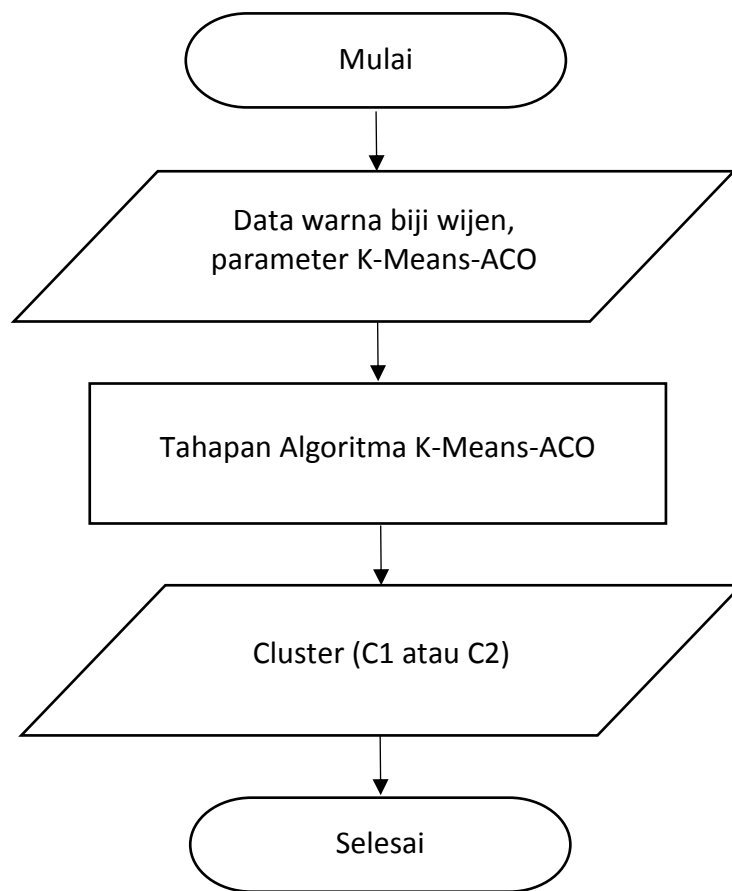 Mulai
Data warna biji wijen,
parameter K-Means-ACO
Tahapan Algoritma K-Means-ACO
Cluster (C1 atau C2)
Selesai